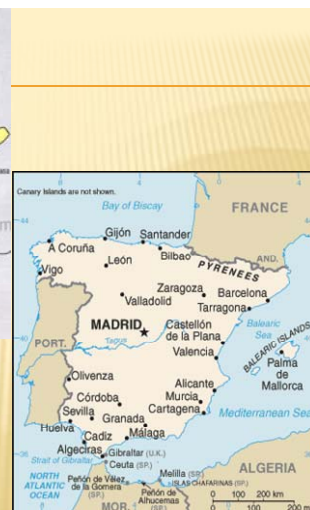 Canary Islands are not shown.
Bay of Biscay
FRANCE
44
Gijón Santander
A Coruña
Bilbao
León
PYRENEES
AND.
Vigo
Zaragoza
Barcelona
Valladolid
Tarragona
MADRID
Castellón
de la Plana
Balearic
Sea
BALEARIC ISLANDS
40
PORT.
Tagus
Valencia
Palma
de
Mallorca
Olivenza
Alicante
Córdoba
Murcia
Sevilla
Cartagena
Granada
Mediterranean Sea
Huelva
Cadiz
Málaga
Algeciras
Gibraltar (U.K.)
36
Strait of Gibraltar
Ceuta (SP.)
ALGERIA
NORTH
ATLANTIC
OCEAN
Melilla (SP.)
Peñón de Vélez
de la Gomera
(SP.)
ISLAS CHAFARINAS (SP.)
Peñón de
Alhucemas
(SP.)
MOR.
0 100 200 km
0 100 200 mi